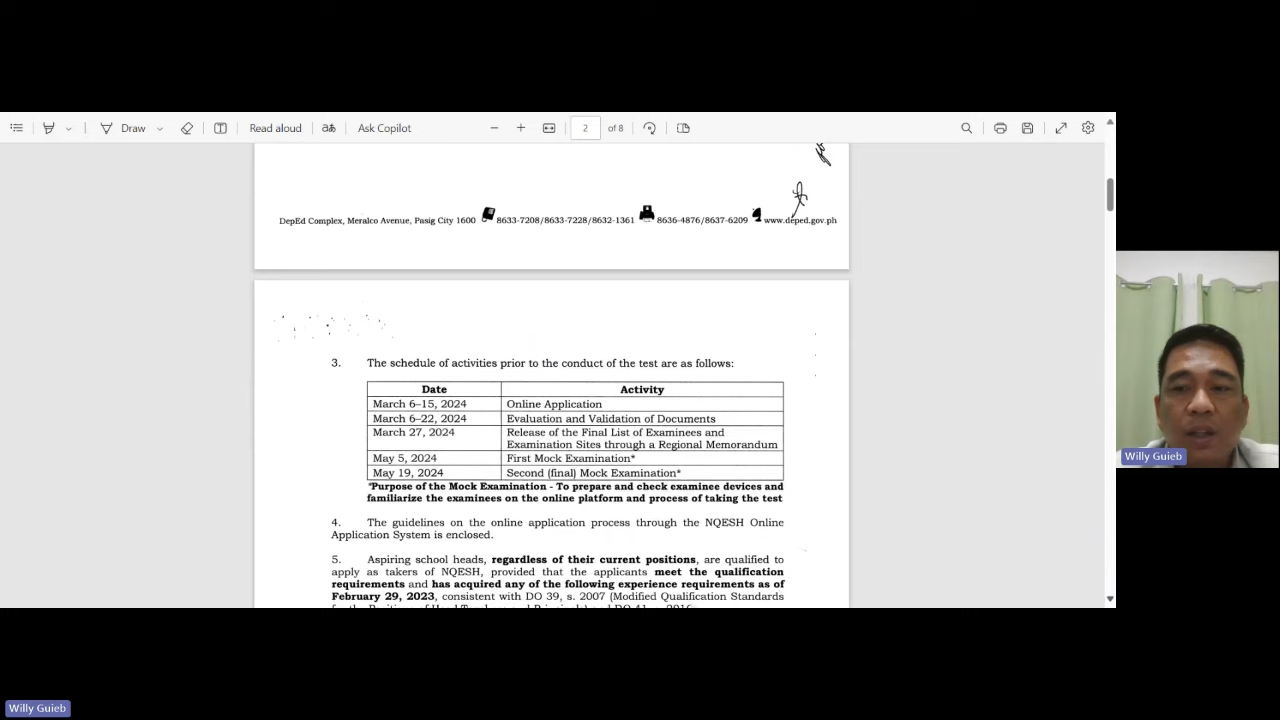 Draw
Read aloud
aあ
Ask Copilot
2 of 8
DepEd Complex, Meralco Avenue, Pasig City 1600 8633-7208/8633-7228/8632-1361 8636-4876/8637-6209 www.deped.gov.ph
3. The schedule of activities prior to the conduct of the test are as follows:
Date Activity
March 6–15, 2024 Online Application
March 6–22, 2024 Evaluation and Validation of Documents
March 27, 2024 Release of the Final List of Examinees and
Examination Sites through a Regional Memorandum
May 5, 2024 First Mock Examination*
May 19, 2024 Second (final) Mock Examination*
*Purpose of the Mock Examination - To prepare and check examinee devices and
familiarize the examinees on the online platform and process of taking the test
4. The guidelines on the online application process through the NQESH Online
Application System is enclosed.
5. Aspiring school heads, regardless of their current positions, are qualified to
apply as takers of NQESH, provided that the applicants meet the qualification
requirements and has acquired any of the following experience requirements as of
February 29, 2023, consistent with DO 39, s. 2007 (Modified Qualification Standards
Willy Guieb
Willy Guieb